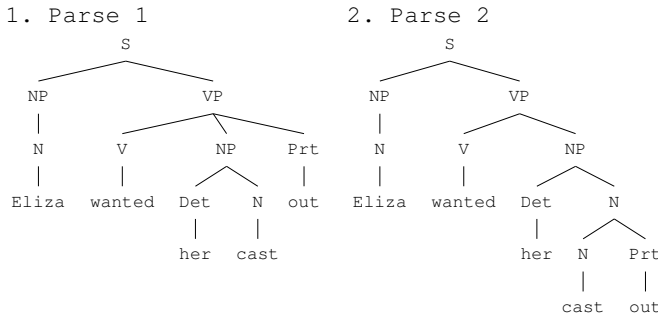 1. Parse 1 2. Parse 2
S S
NP VP NP VP
N V NP Prt N V NP
Eliza wanted Det N out Eliza wanted Det N
her cast her N Prt
cast out